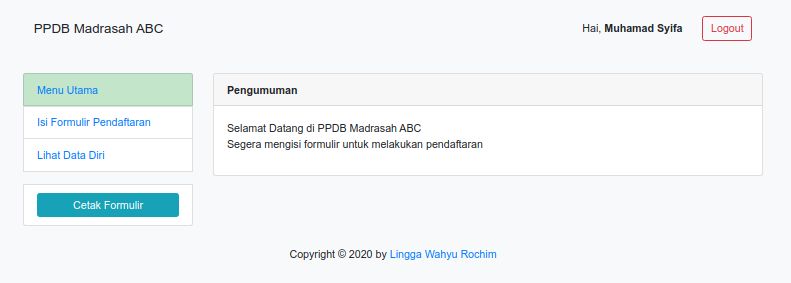 PPDB Madrasah ABC
Hai, Muhamad Syifa
Logout
Menu Utama
Isi Formulir Pendaftaran
Lihat Data Diri
Cetak Formulir
Pengumuman
Selamat Datang di PPDB Madrasah ABC
Segera mengisi formulir untuk melakukan pendaftaran
Copyright © 2020 by Lingga Wahyu Rochim